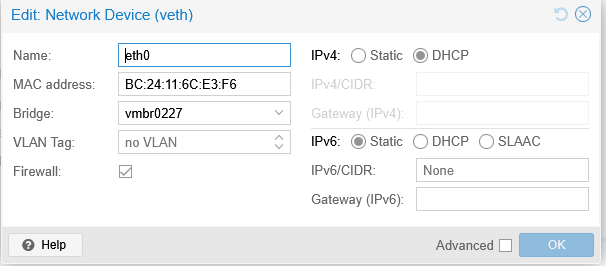 Edit: Network Device (veth)
Name: eth0
MAC address: BC:24:11:6C:E3:F6
Bridge: vmbr0227
VLAN Tag: no VLAN
Firewall:
IPv4: Static DHCP
IPv4/CIDR:
Gateway (IPv4):
IPv6: Static DHCP SLAAC
IPv6/CIDR: None
Gateway (IPv6):
Help
Advanced OK